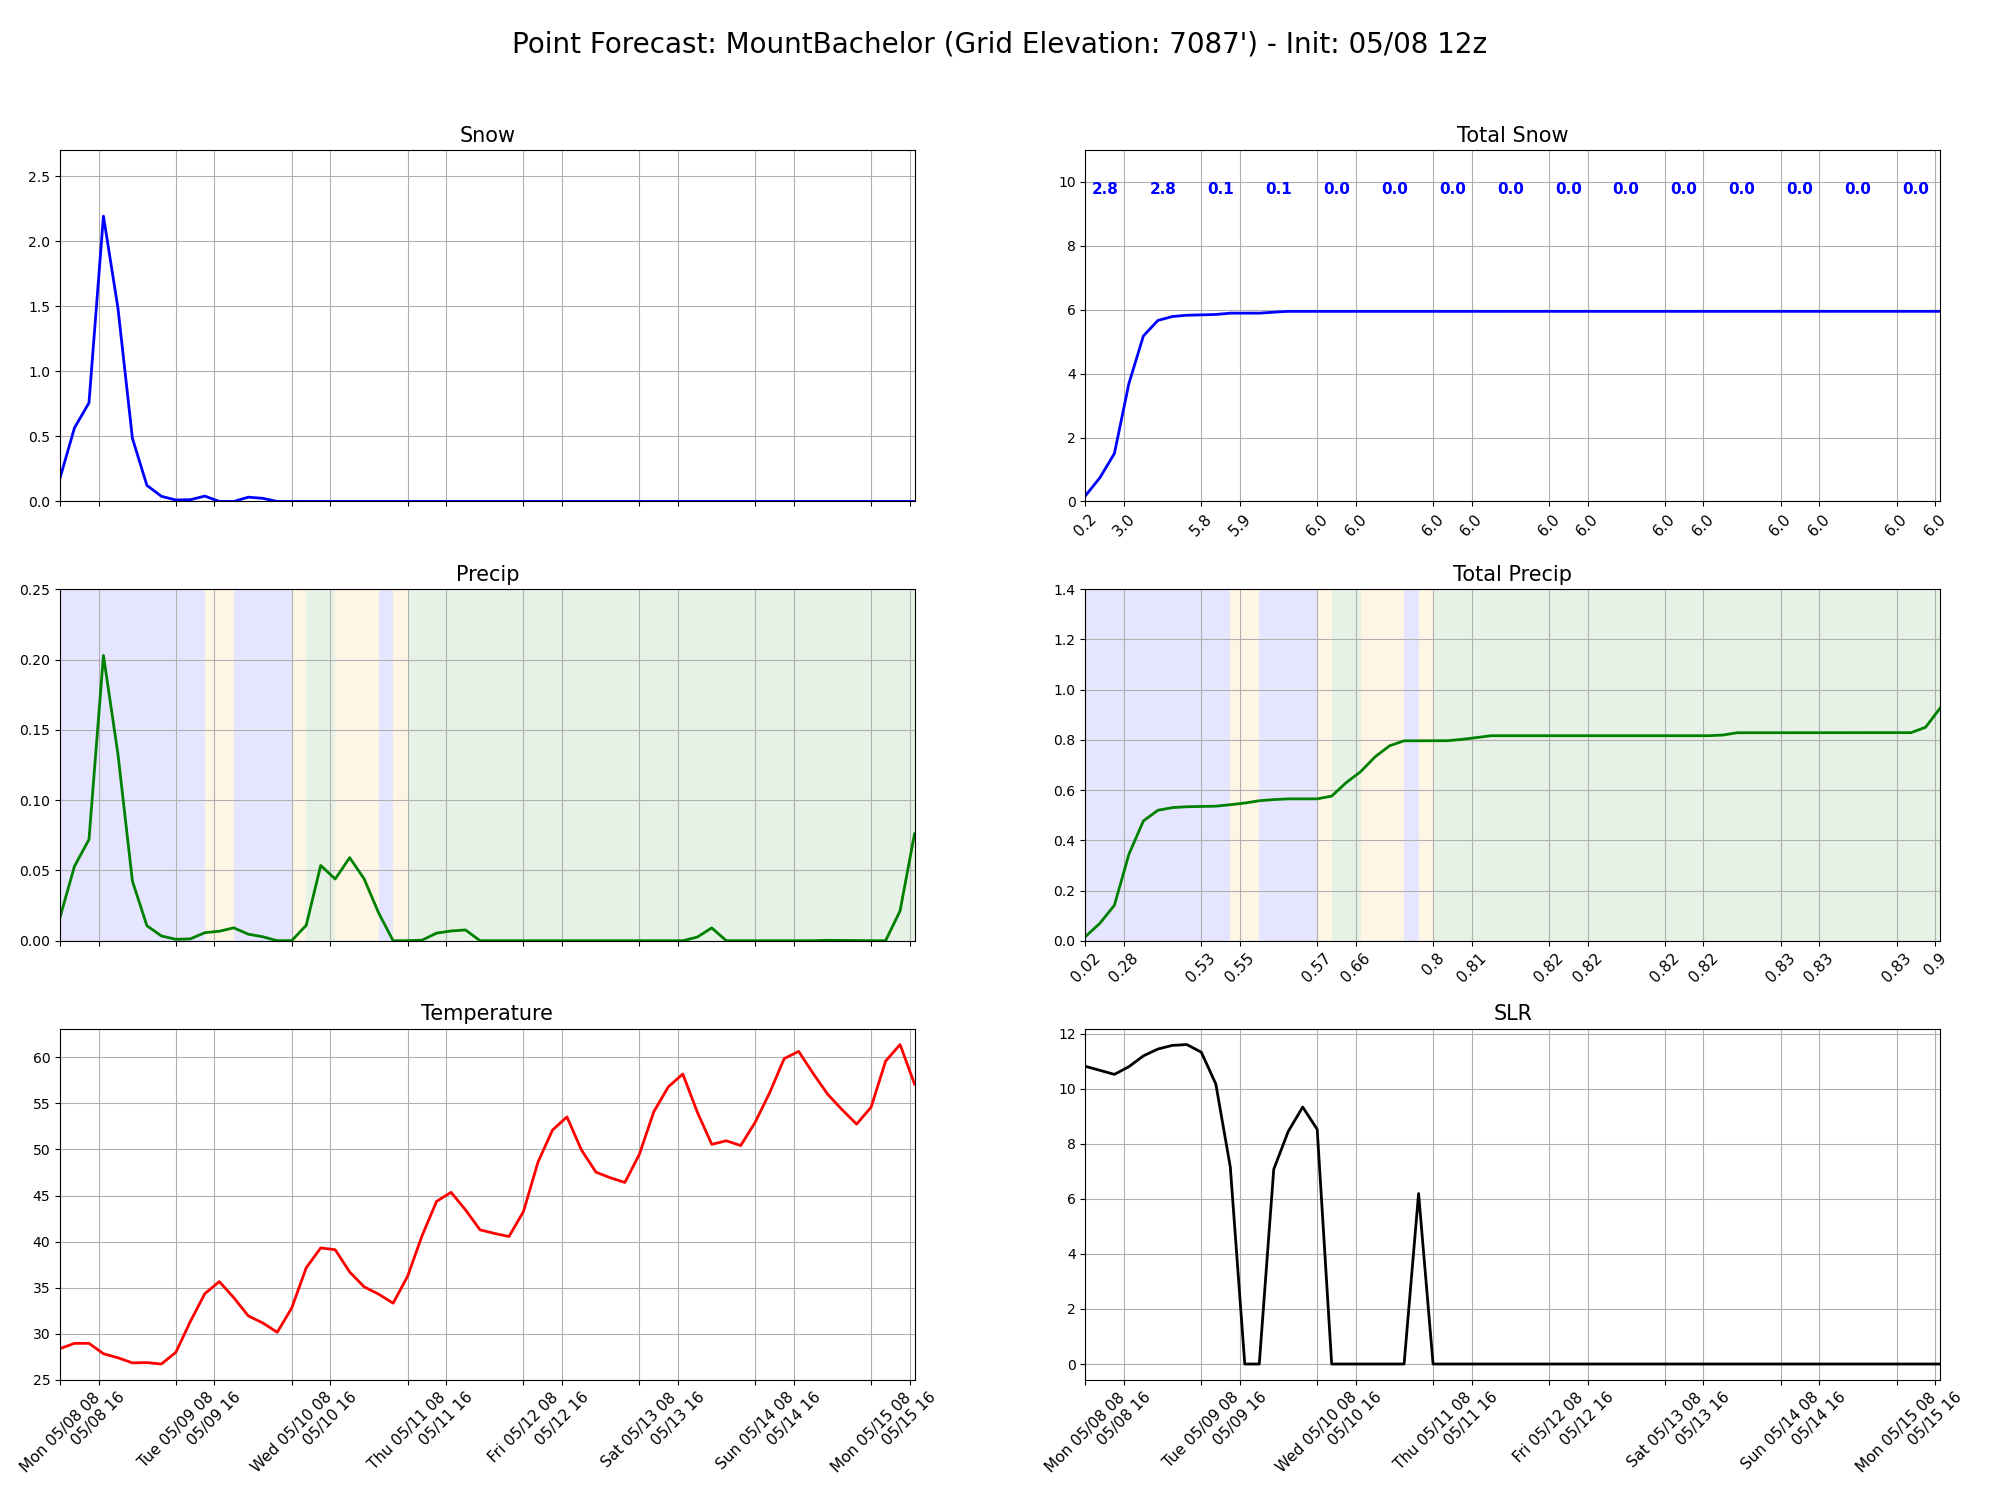 Point Forecast: MountBachelor (Grid Elevation: 7087') - Init: 05/08 12z
Snow
2.5
2.0
1.5
1.0
0.5
0.0
Total Snow
10
8
6
4
2
0
2.8 2.8 0.1 0.1 0.0 0.0 0.0 0.0 0.0 0.0 0.0 0.0 0.0 0.0 0.0
0.2 3.0 5.8 5.9 6.0 6.0 6.0 6.0 6.0 6.0 6.0 6.0 6.0 6.0 6.0 6.0
Precip
0.25
0.20
0.15
0.10
0.05
0.00
Total Precip
1.4
1.2
1.0
0.8
0.6
0.4
0.2
0.0
0.02 0.28 0.53 0.55 0.57 0.66 0.8 0.81 0.82 0.82 0.82 0.82 0.83 0.83 0.83 0.9
Temperature
60
55
50
45
40
35
30
25
Mon 05/08 08
05/08 16
Tue 05/09 08
05/09 16
Wed 05/10 08
05/10 16
Thu 05/11 08
05/11 16
Fri 05/12 08
05/12 16
Sat 05/13 08
05/13 16
Sun 05/14 08
05/14 16
Mon 05/15 08
05/15 16
SLR
12
10
8
6
4
2
0
Mon 05/08 08
05/08 16
Tue 05/09 08
05/09 16
Wed 05/10 08
05/10 16
Thu 05/11 08
05/11 16
Fri 05/12 08
05/12 16
Sat 05/13 08
05/13 16
Sun 05/14 08
05/14 16
Mon 05/15 08
05/15 16